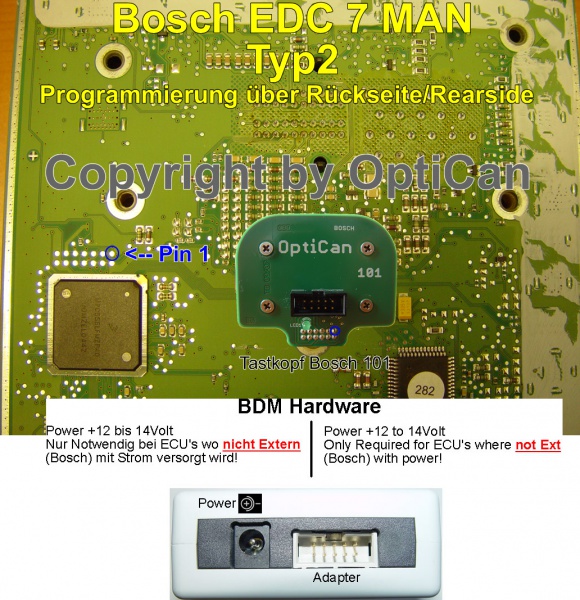 Bosch EDC 7 MAN
Typ2
Programmierung über Rückseite/Rearside
Copyright by OptiCan
<-- Pin 1
BOSCH
OptiCan
101
Tastkopf Bosch 101
282
BDM Hardware
Power +12 bis 14Volt
Nur Notwendig bei ECU's wo nicht Extern
(Bosch) mit Strom versorgt wird!
Power +12 to 14Volt
Only Required for ECU's where not Ext
(Bosch) with power!
Power
Adapter